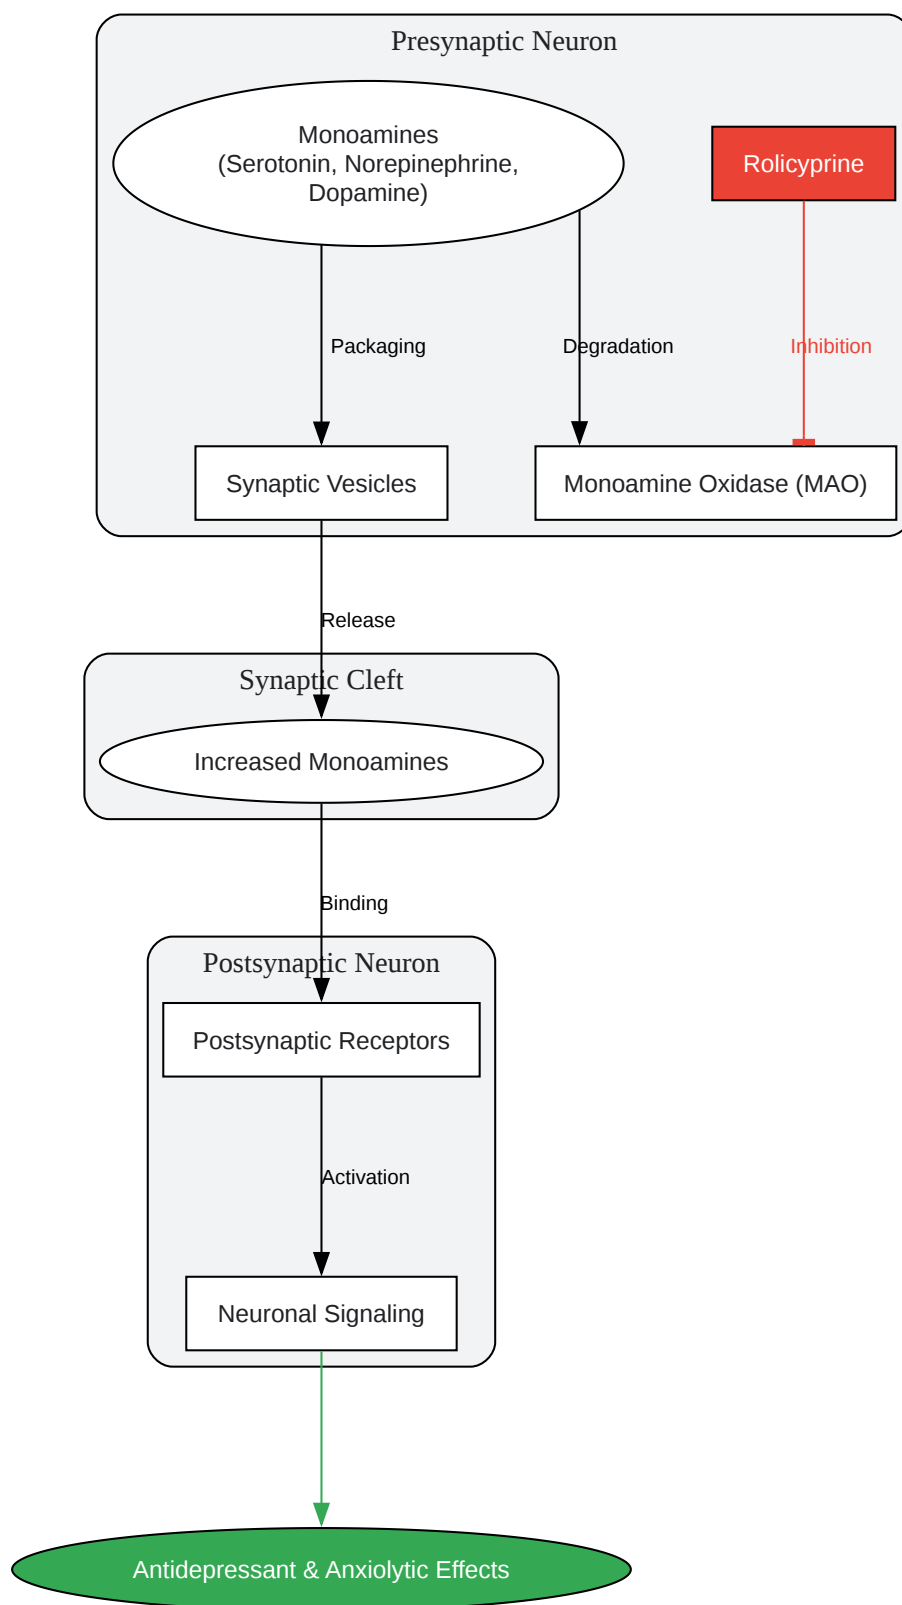 Presynaptic Neuron
Monoamines
(Serotonin, Norepinephrine,
Dopamine)
Rolicyprine
Packaging
Degradation
Inhibition
Synaptic Vesicles
Monoamine Oxidase (MAO)
Release
Synaptic Cleft
Increased Monoamines
Binding
Postsynaptic Neuron
Postsynaptic Receptors
Activation
Neuronal Signaling
Antidepressant & Anxiolytic Effects